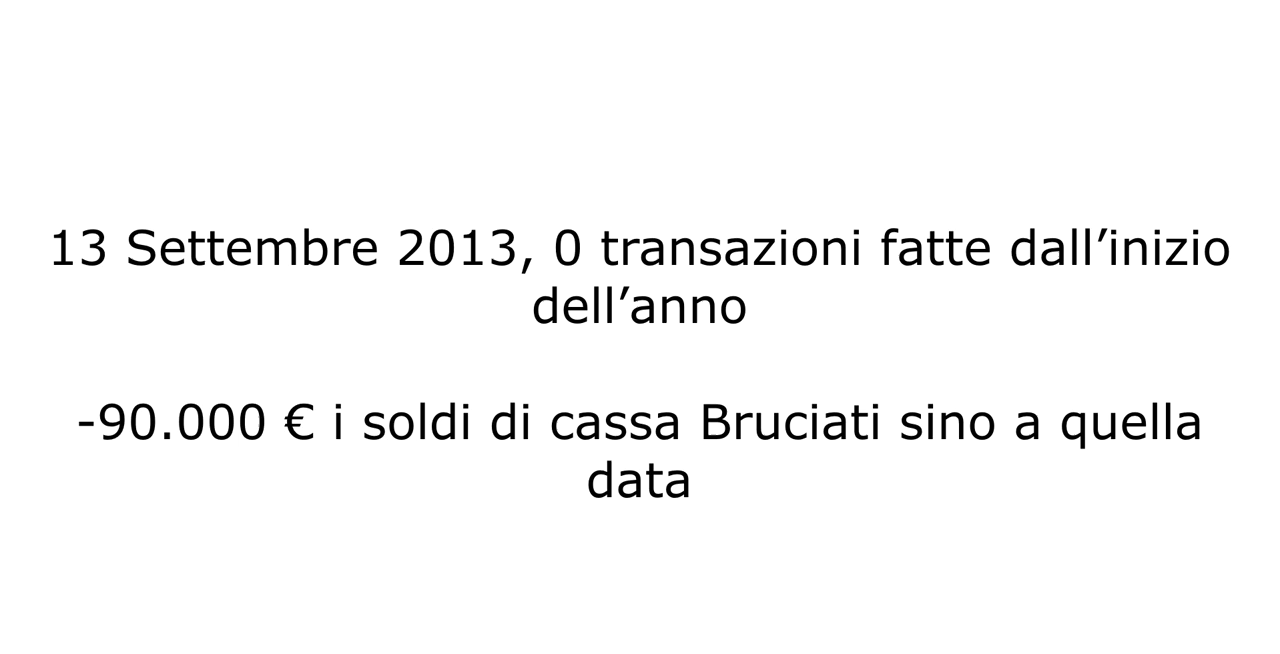 13 Settembre 2013, 0 transazioni fatte dall’inizio
dell’anno
-90.000 € i soldi di cassa Bruciati sino a quella
data